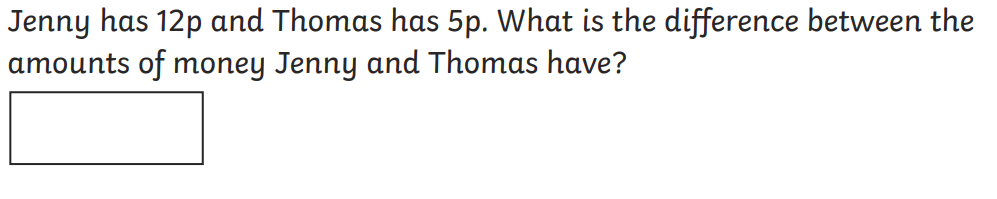 Jenny has 12p and Thomas has 5p. What is the difference between the
amounts of money Jenny and Thomas have?